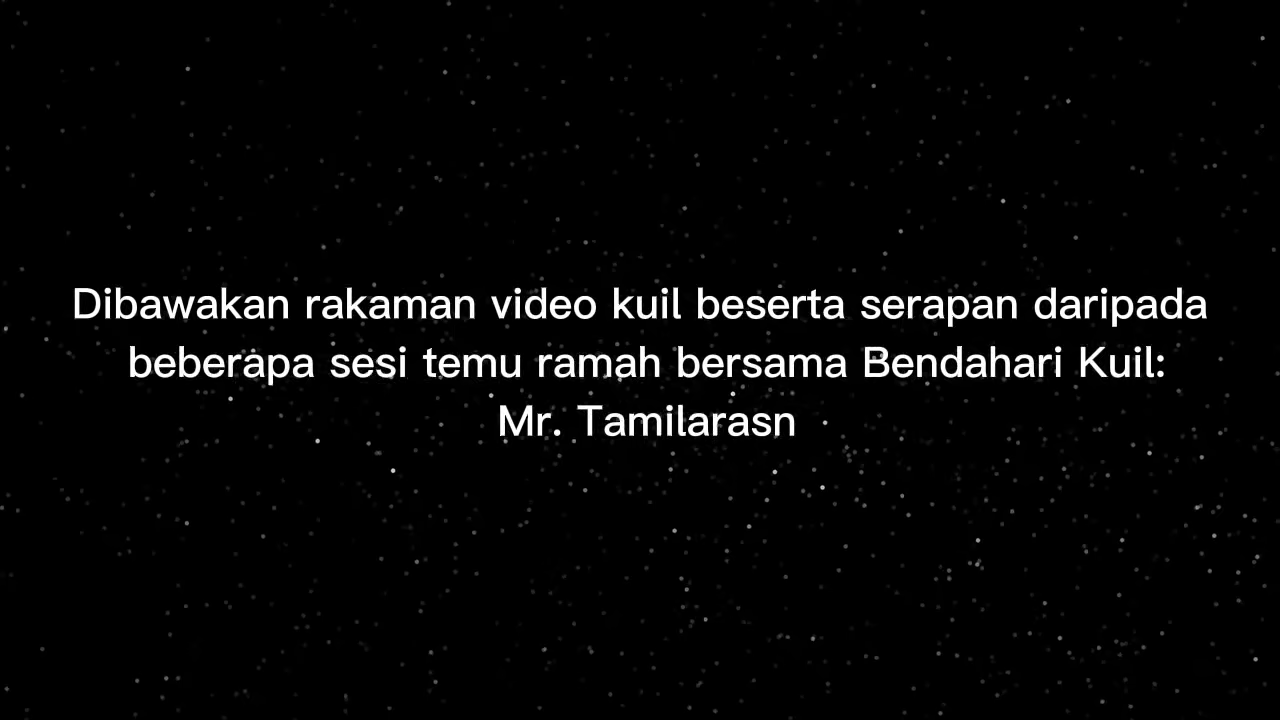 Dibawakan rakaman video kuil beserta serapan daripada
beberapa sesi temu ramah bersama Bendahari Kuil:
Mr. Tamilarasn